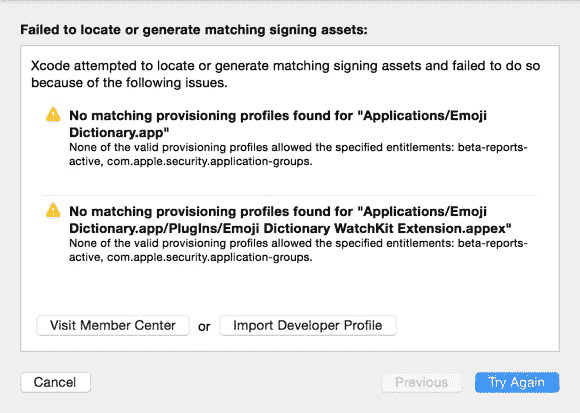 Failed to locate or generate matching signing assets:
Xcode attempted to locate or generate matching signing assets and failed to do so
because of the following issues.
No matching provisioning profiles found for "Applications/Emoji
Dictionary.app"
None of the valid provisioning profiles allowed the specified entitlements: beta-reports-
active, com.apple.security.application-groups.
No matching provisioning profiles found for "Applications/Emoji
Dictionary.app/PlugIns/Emoji Dictionary WatchKit Extension.appex"
None of the valid provisioning profiles allowed the specified entitlements: beta-reports-
active, com.apple.security.application-groups.
Visit Member Center or Import Developer Profile
Cancel Previous Try Again